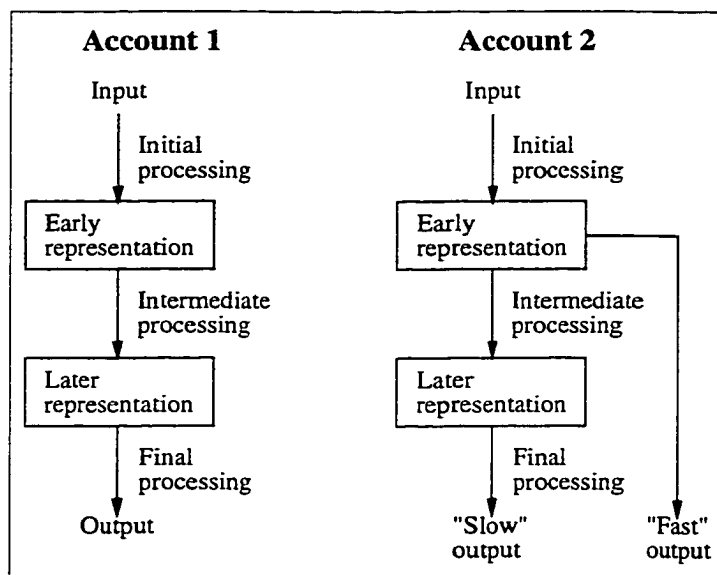 Account 1
Input
Initial
processing
Early
representation
Intermediate
processing
Later
representation
Final
processing
Output
Account 2
Input
Initial
processing
Early
representation
Intermediate
processing
Later
representation
Final
processing
"Slow"
output
"Fast"
output